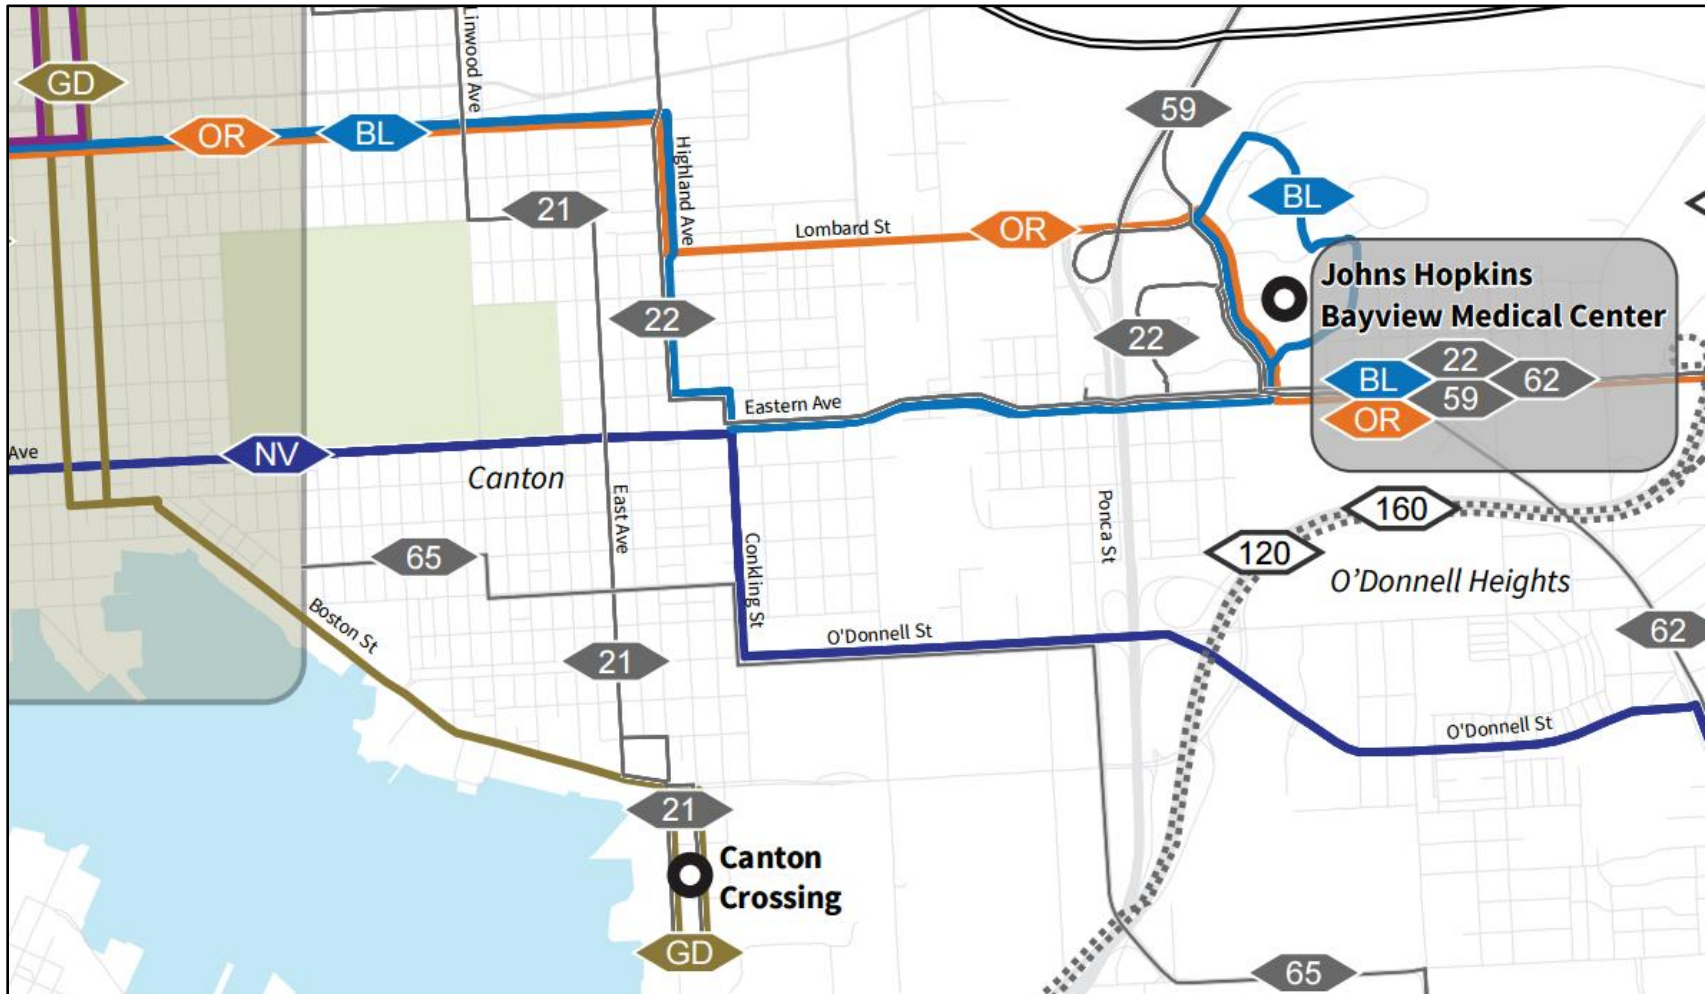 Linwood Ave
GD
59
OR
BL
Highland Ave
BL
21
Lombard St
OR
Johns Hopkins
Bayview Medical Center
22
22
BL
22
62
59
OR
Eastern Ave
Ave
NV
Canton
East Ave
Ponca St
160
120
65
Conkling St
O'Donnell Heights
Boston St
O'Donnell St
62
21
O'Donnell St
21
Canton
Crossing
GD
65